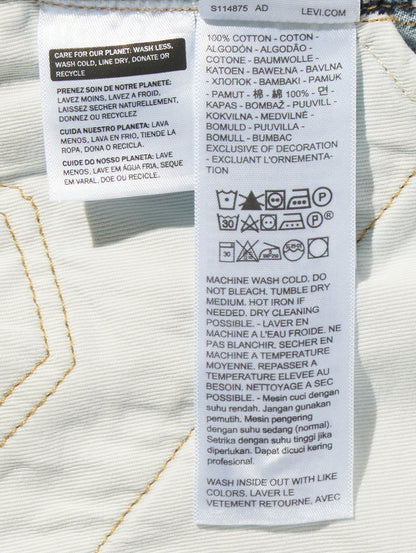 S114875 AD LEVI.COM
CARE FOR OUR PLANET: WASH LESS,
WASH COLD, LINE DRY, DONATE OR
RECYCLE
PRENEZ SOIN DE NOTRE PLANÈTE.
LAVEZ MOINS, LAVEZ À FROID,
LAISSEZ SÉCHER NATURELLEMENT,
DONNEZ OU RECYCLEZ
CUIDA NUESTRO PLANETA: LAVA
MENOS, LAVA EN FRIO, TIENDE LA
ROPA, DONA O RECICLA.
CUIDE DO NOSSO PLANETA: LAVE
MENOS, LAVE EM ÁGUA FRIA, SEQUE
EM VARAL, DOE OU RECICLE.
100% COTTON - COTON -
ALGODÓN - ALGODÃO -
COTONE - BAUMWOLLE -
KATOEN - BAWEŁNA - BAVLNA
- ХЛОПОК - BAMBAKI - PAMUK
- PAMUT - 棉 - 綿 100% - 면 -
KAPAS - BOMBAŽ - PUUVILL -
KOKVILNA - MEDVILNĖ -
BOMULD - PUUVILLA -
BOMULL - BUMBAC
EXCLUSIVE OF DECORATION
- EXCLUANT L'ORNEMENTA-
TION
P
30 P
30
MACHINE WASH COLD. DO
NOT BLEACH. TUMBLE DRY
MEDIUM. HOT IRON IF
NEEDED. DRY CLEANING
POSSIBLE. - LAVER EN
MACHINE A L'EAU FROIDE. NE
PAS BLANCHIR. SECHER EN
MACHINE A TEMPERATURE
MOYENNE. REPASSER A
TEMPERATURE ELEVEE AU
BESOIN. NETTOYAGE A SEC
POSSIBLE. - Mesin cuci dengan
suhu rendah. Jangan gunakan
pemutih. Mesin pengering
dengan suhu sedang (normal).
Setrika dengan suhu tinggi jika
diperlukan. Dapat dicuci kering
profesional.
WASH INSIDE OUT WITH LIKE
COLORS. LAVER LE
VETEMENT RETOURNE, AVEC